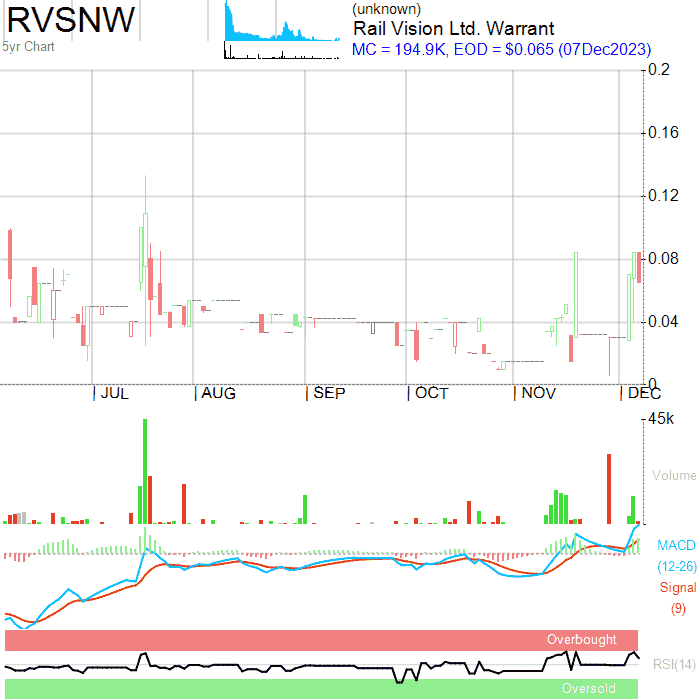 RVSNW
5yr Chart
(unknown)
Rail Vision Ltd. Warrant
MC = 194.9K, EOD = $0.065 (07Dec2023)
0.2
0.16
0.12
0.08
0.04
0
JUL AUG SEP OCT NOV DEC
45k
Volume
MACD
(12-26)
Signal
(9)
Overbought
RSI(14)
Oversold